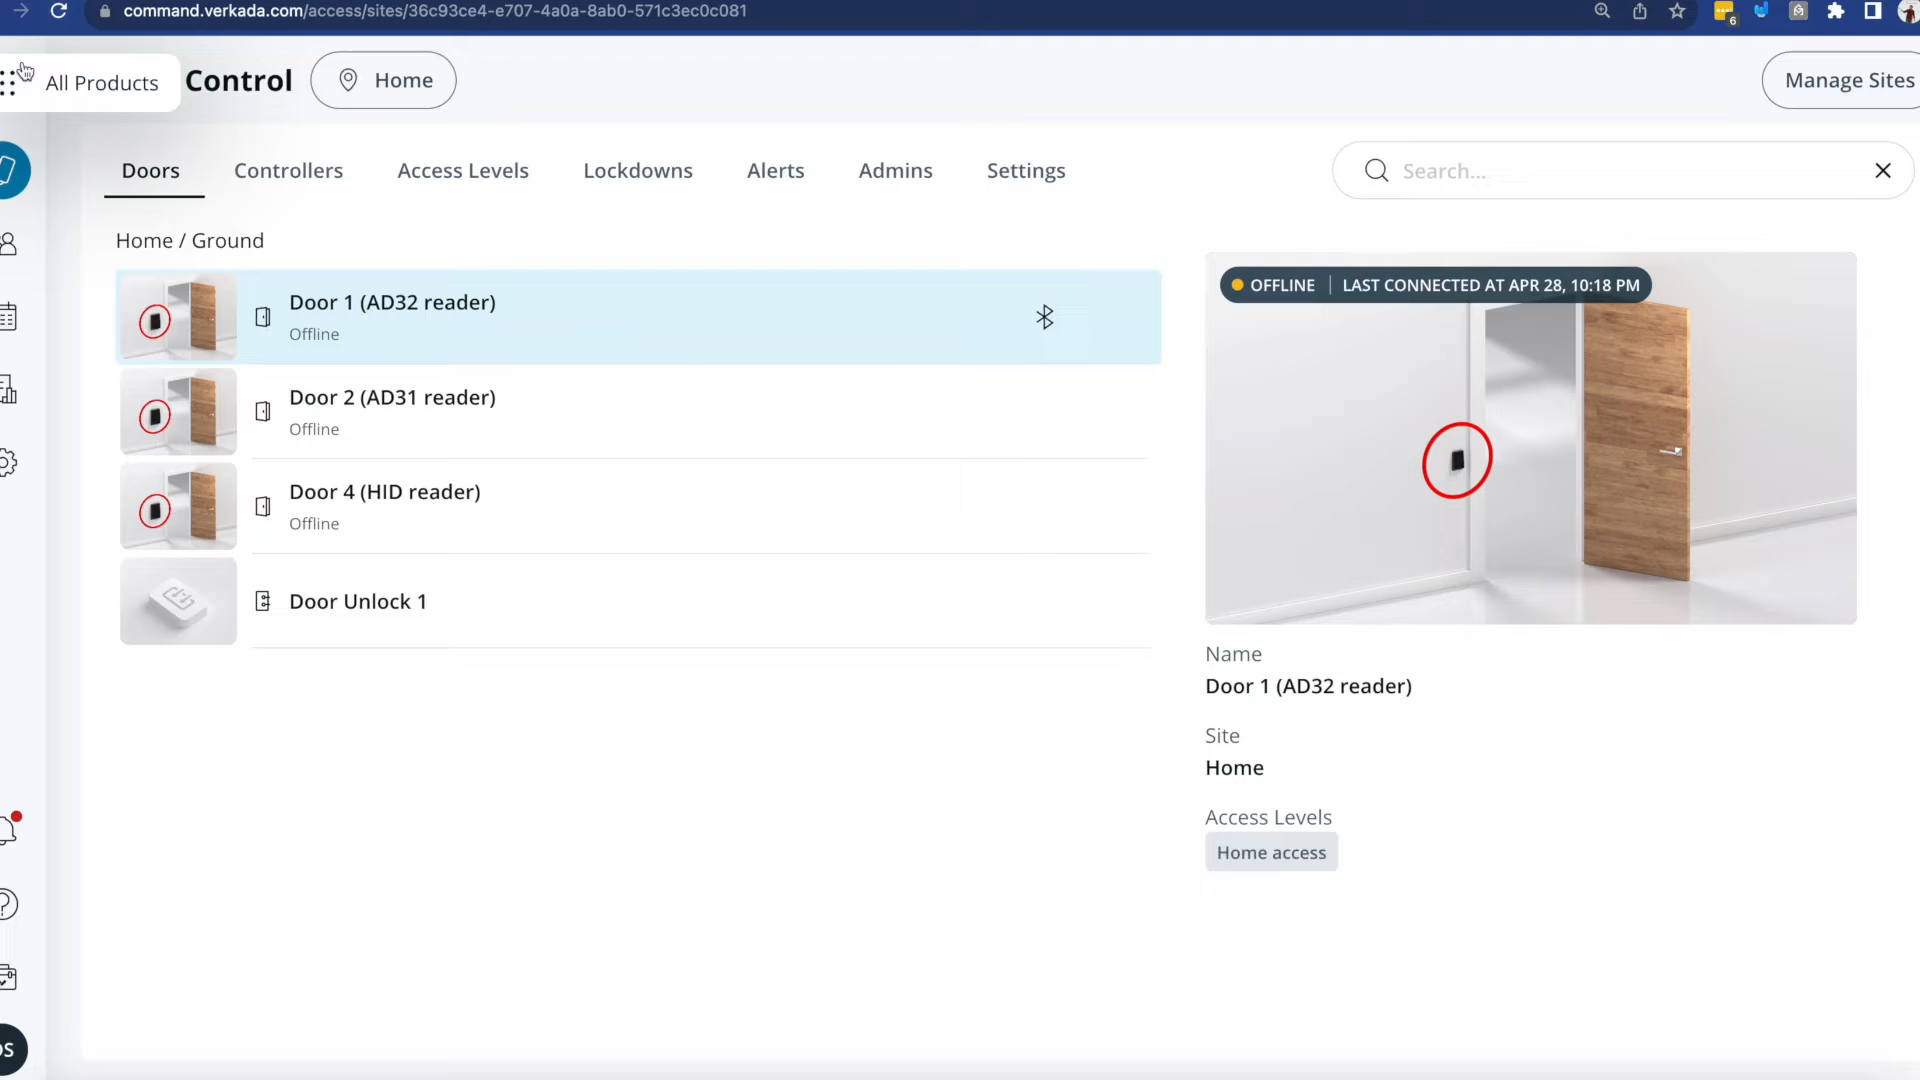 command.verkada.com/access/sites/36c93ce4-e707-4a0a-8ab0-571c3ec0c081
6
All Products
Control
Home
Manage Sites
Doors
Controllers
Access Levels
Lockdowns
Alerts
Admins
Settings
Search...
Home / Ground
Door 1 (AD32 reader)
Offline
Door 2 (AD31 reader)
Offline
Door 4 (HID reader)
Offline
Door Unlock 1
OFFLINE | LAST CONNECTED AT APR 28, 10:18 PM
Name
Door 1 (AD32 reader)
Site
Home
Access Levels
Home access